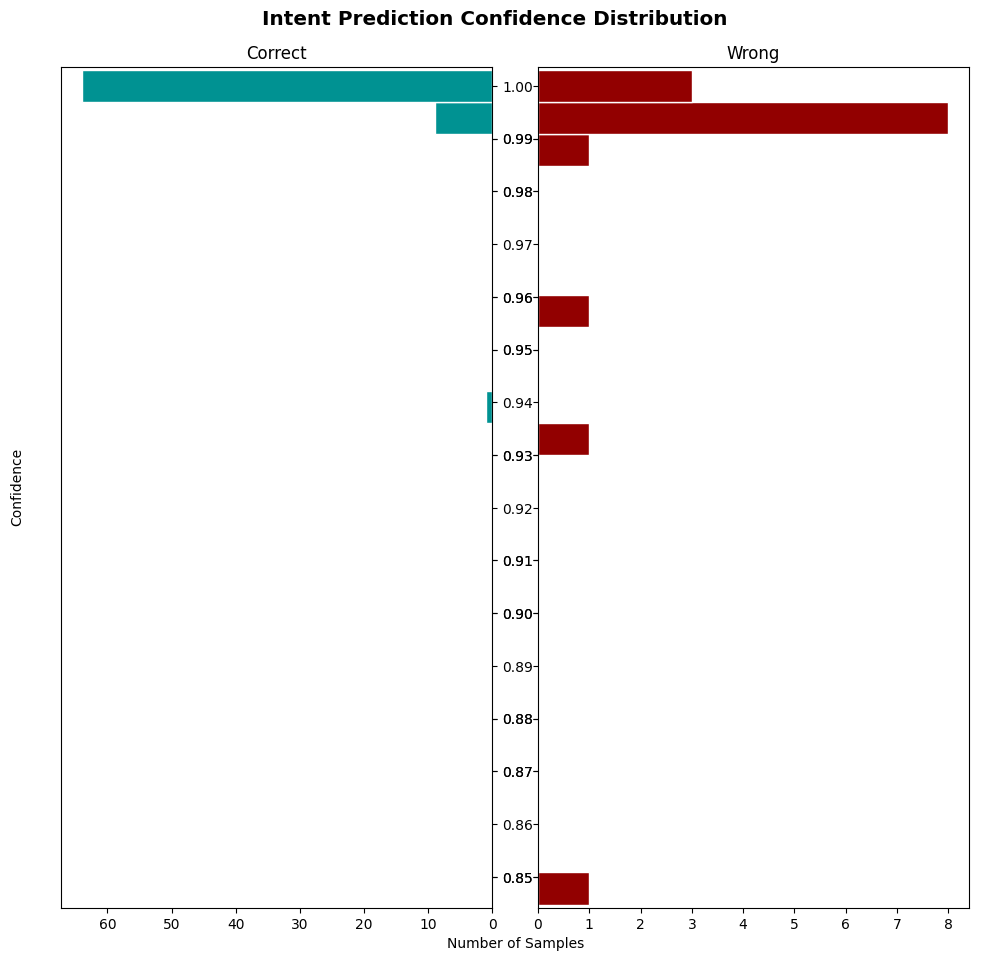 Intent Prediction Confidence Distribution
Correct
Wrong
1.00
0.99
0.98
0.97
0.96
0.95
0.94
0.93
0.92
0.91
0.90
0.89
0.88
0.87
0.86
0.85
Confidence
60 50 40 30 20 10 0
0 1 2 3 4 5 6 7 8
Number of Samples